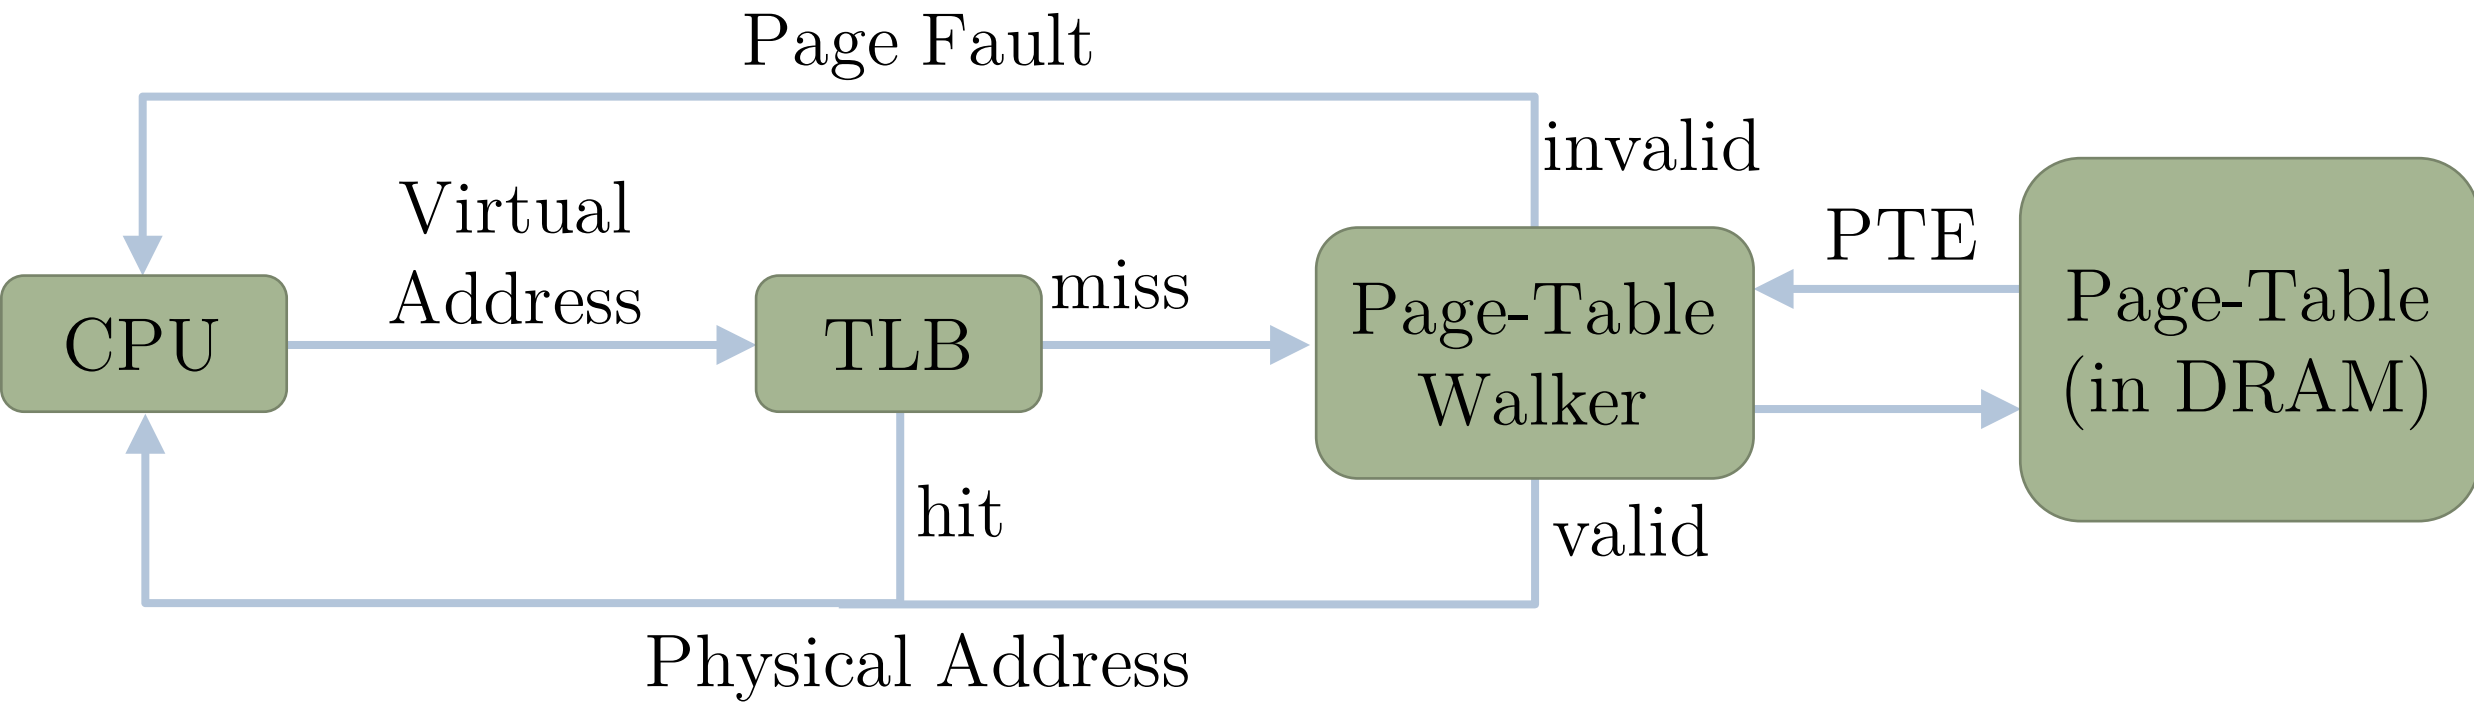 Page Fault
invalid
Virtual
Address
PTE
miss
CPU
TLB
Page-Table
Walker
Page-Table
(in DRAM)
hit
valid
Physical Address